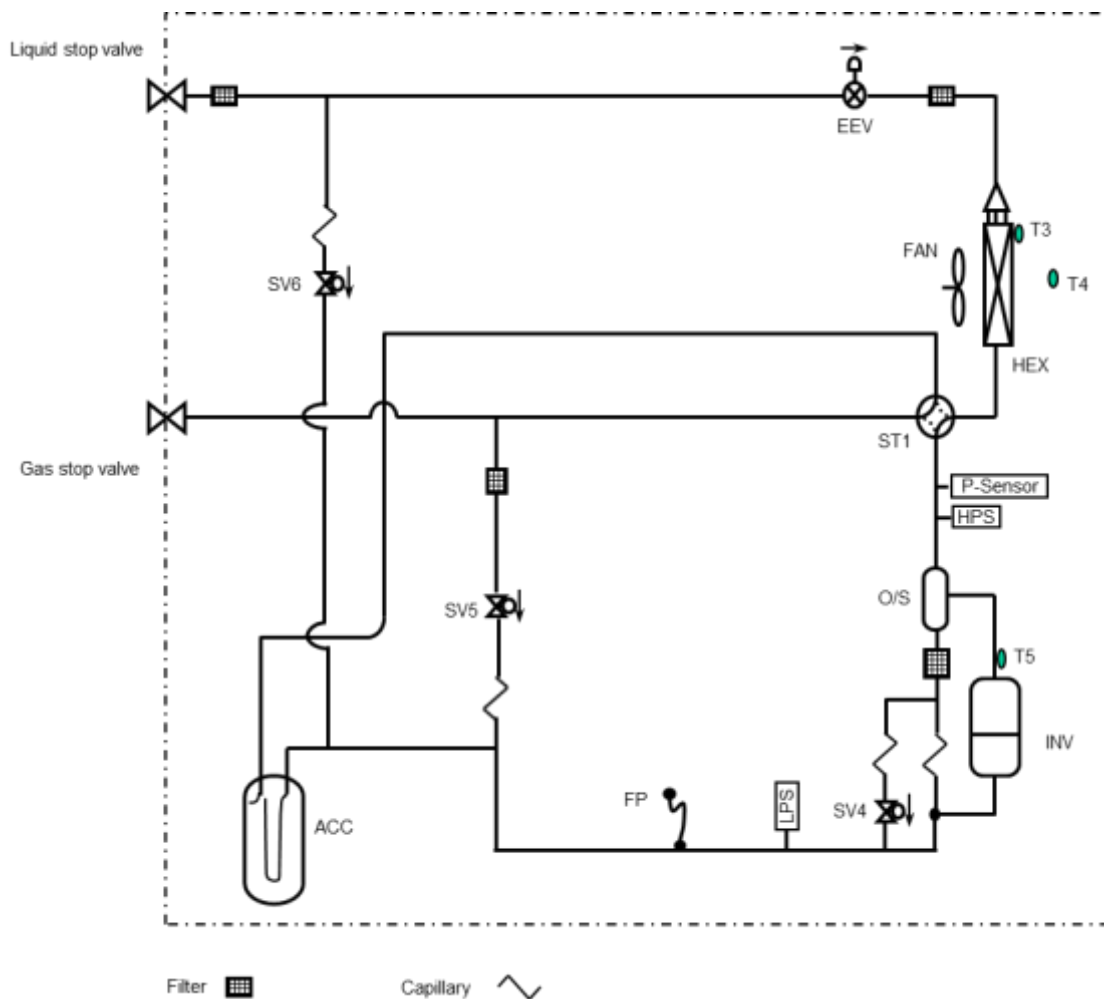 Liquid stop valve
EEV
T3
FAN
T4
SV6
HEX
ST1
Gas stop valve
P-Sensor
HPS
O/S
SV5
T5
INV
FP
LPS
SV4
ACC
Filter
Capillary